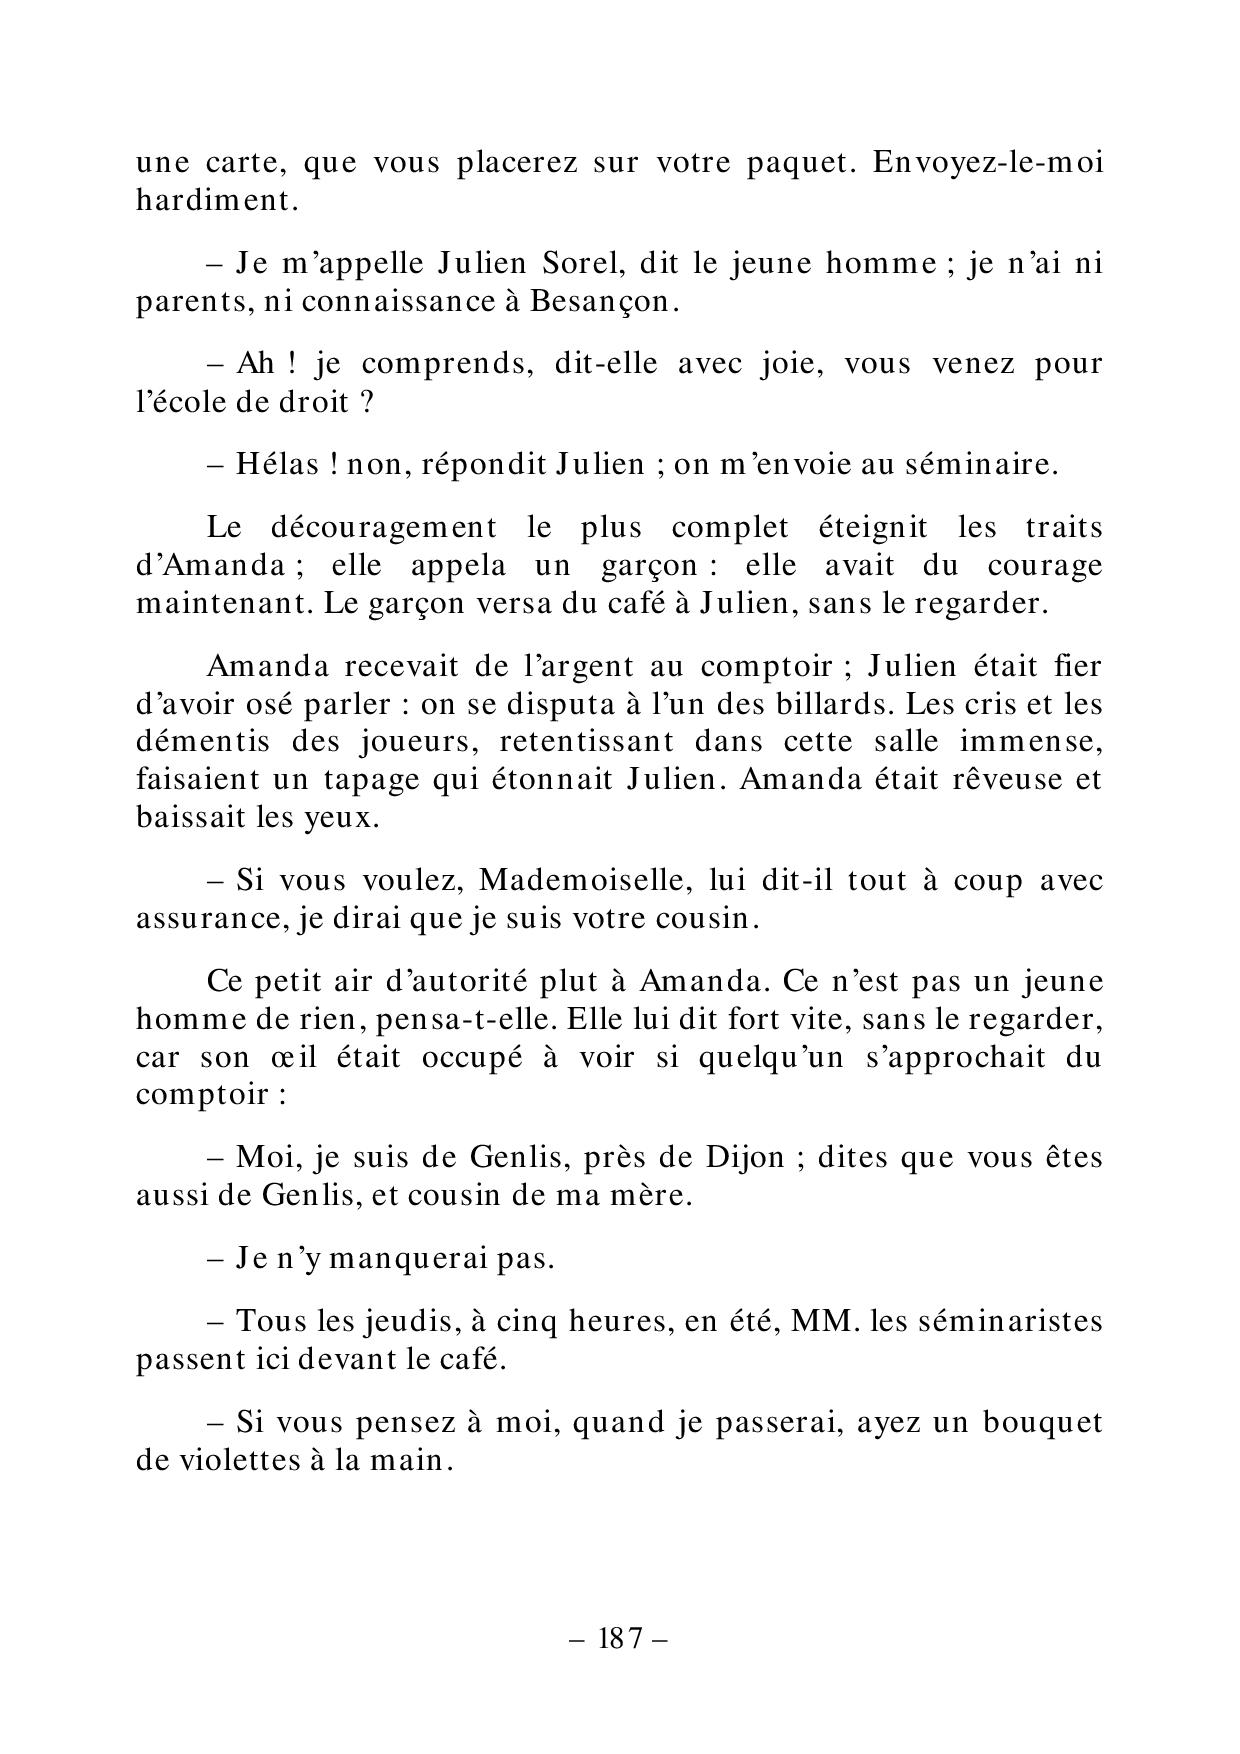 une carte, que vous placerez sur votre paquet. Envoyez-le-moi
hardiment.
– Je m’appelle Julien Sorel, dit le jeune homme ; je n’ai ni
parents, ni connaissance à Besançon.
– Ah ! je comprends, dit-elle avec joie, vous venez pour
l’école de droit ?
– Hélas ! non, répondit Julien ; on m’envoie au séminaire.
Le découragement le plus complet éteignit les traits
d’Amanda ; elle appela un garçon : elle avait du courage
maintenant. Le garçon versa du café à Julien, sans le regarder.
Amanda recevait de l’argent au comptoir ; Julien était fier
d’avoir osé parler : on se disputa à l’un des billards. Les cris et les
démentis des joueurs, retentissant dans cette salle immense,
faisaient un tapage qui étonnait Julien. Amanda était rêveuse et
baissait les yeux.
– Si vous voulez, Mademoiselle, lui dit-il tout à coup avec
assurance, je dirai que je suis votre cousin.
Ce petit air d’autorité plut à Amanda. Ce n’est pas un jeune
homme de rien, pensa-t-elle. Elle lui dit fort vite, sans le regarder,
car son œil était occupé à voir si quelqu’un s’approchait du
comptoir :
– Moi, je suis de Genlis, près de Dijon ; dites que vous êtes
aussi de Genlis, et cousin de ma mère.
– Je n’y manquerai pas.
– Tous les jeudis, à cinq heures, en été, MM. les séminaristes
passent ici devant le café.
– Si vous pensez à moi, quand je passerai, ayez un bouquet
de violettes à la main.
– 187 –